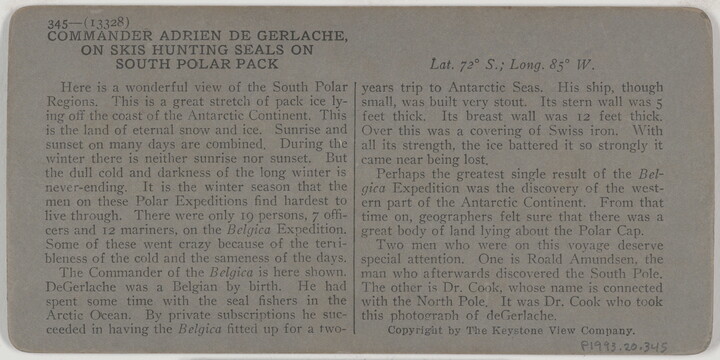 345—(13328)
COMMANDER ADRIEN DE GERLACHE,
ON SKIS HUNTING SEALS ON
SOUTH POLAR PACK
Here is a wonderful view of the South Polar
Regions. This is a great stretch of pack ice ly-
ing off the coast of the Antarctic Continent. This
is the land of eternal snow and ice. Sunrise and
sunset on many days are combined. During the
winter there is neither sunrise nor sunset. But
the dull cold and darkness of the long winter is
never-ending. It is the winter season that the
men on these Polar Expeditions find hardest to
live through. There were only 19 persons, 7 offi-
cers and 12 mariners, on the Belgica Expedition.
Some of these went crazy because of the terri-
bleness of the cold and the sameness of the days.
The Commander of the Belgica is here shown.
DeGerlache was a Belgian by birth. He had
spent some time with the seal fishers in the
Arctic Ocean. By private subscriptions he suc-
ceeded in having the Belgica fitted up for a two-
Lat. 72° S.; Long. 85° W.
years trip to Antarctic Seas. His ship, though
small, was built very stout. Its stern wall was 5
feet thick. Its breast wall was 12 feet thick.
Over this was a covering of Swiss iron. With
all its strength, the ice battered it so strongly it
came near being lost.
Perhaps the greatest single result of the Bel-
gica Expedition was the discovery of the west-
ern part of the Antarctic Continent. From that
time on, geographers felt sure that there was a
great body of land lying about the Polar Cap.
Two men who were on this voyage deserve
special attention. One is Roald Amundsen, the
man who afterwards discovered the South Pole.
The other is Dr. Cook, whose name is connected
with the North Pole. It was Dr. Cook who took
this photograph of deGerlache.
Copyright by The Keystone View Company.
P1993.20.345